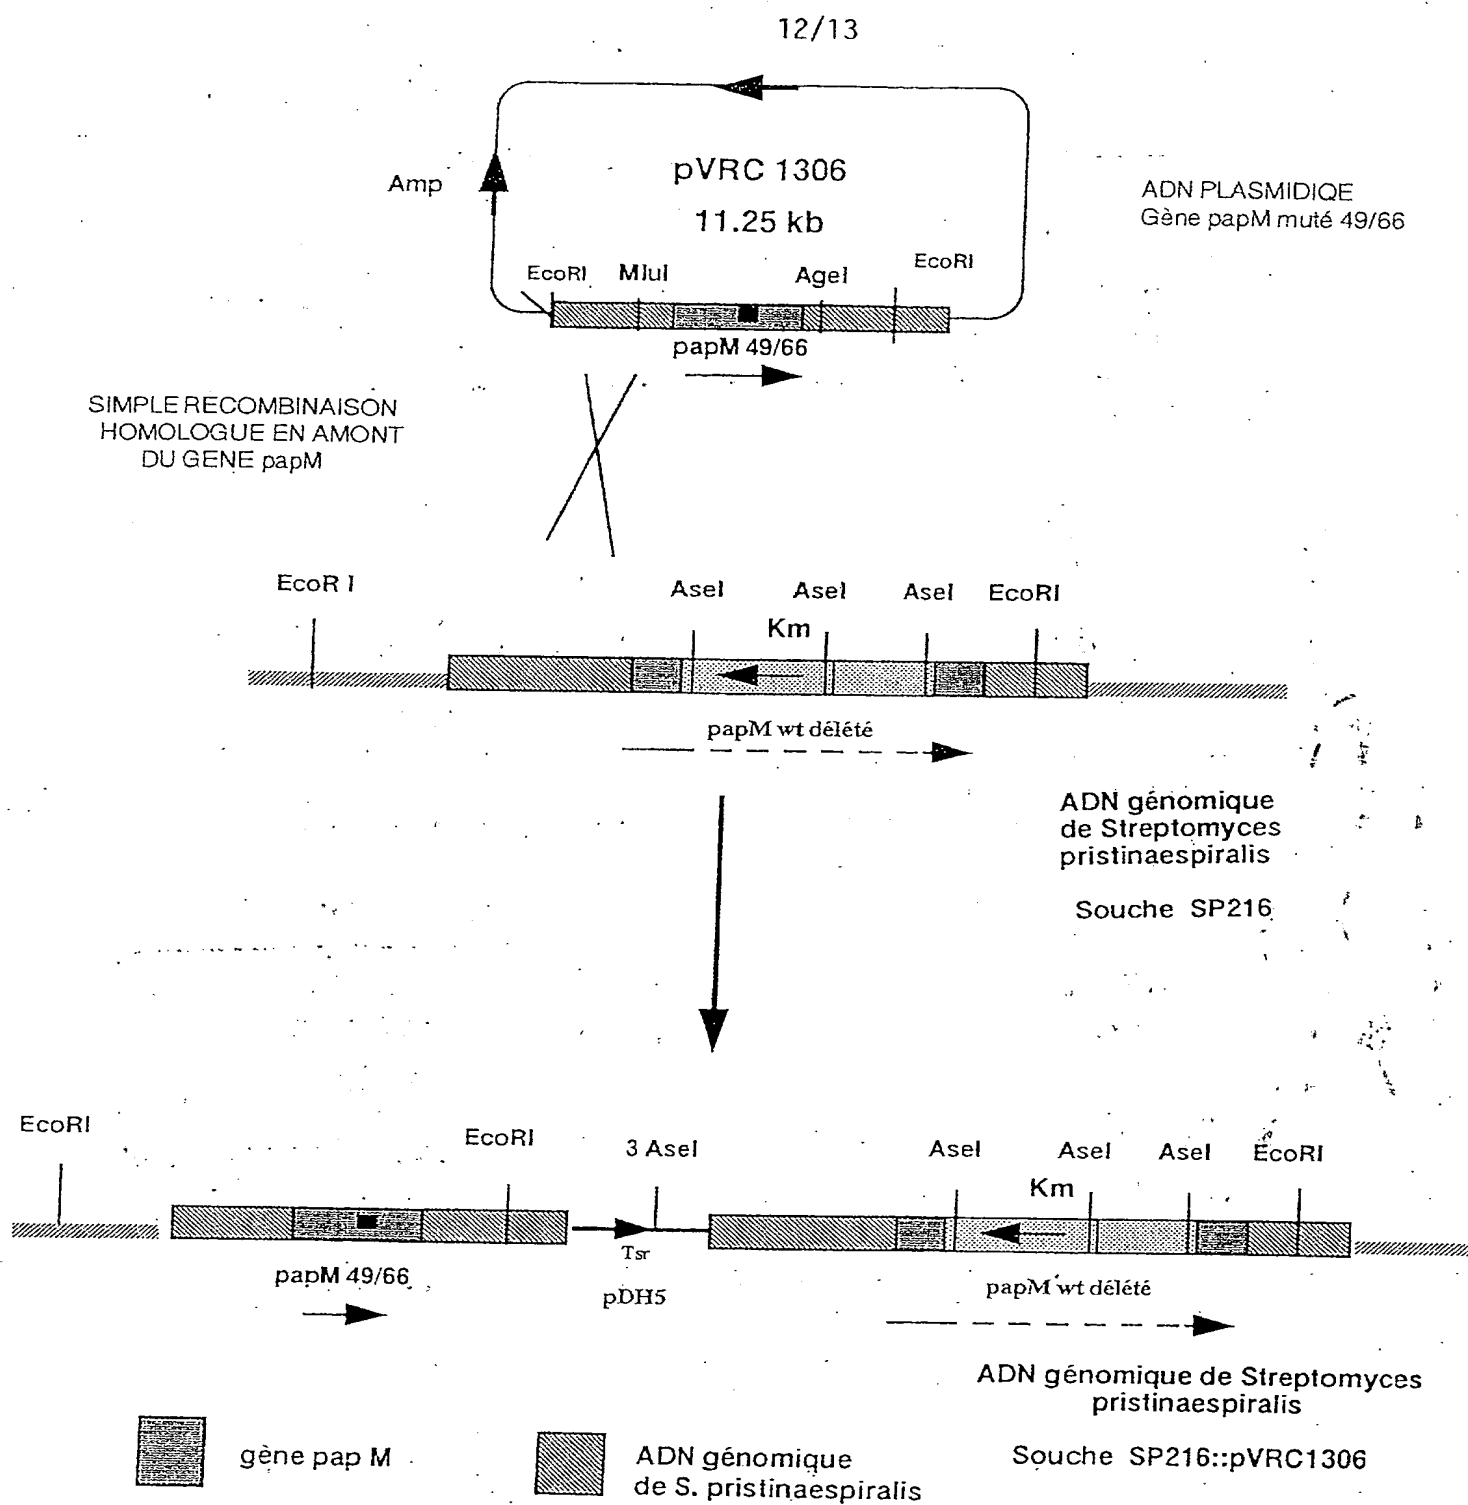 12/13
Amp
pVRC 1306
11.25 kb
ADN PLASMIDIQE
Gène papM muté 49/66
EcoRI
MluI
AgeI
EcoRI
papM 49/66
SIMPLE RECOMBINAISON
HOMOLOGUE EN AMONT
DU GENE papM
EcoR I
AseI
AseI
AseI
EcoRI
Km
papM wt délété
ADN génomique
de Streptomyces
pristinaespiralis
Souche SP216
EcoRI
EcoRI
3 AseI
AseI
AseI
AseI
EcoRI
Km
Tsr
papM 49/66
pDH5
papM wt délété
ADN génomique de Streptomyces
pristinaespiralis
Souche SP216::pVRC1306
gène pap M
ADN génomique
de S. pristinaespiralis